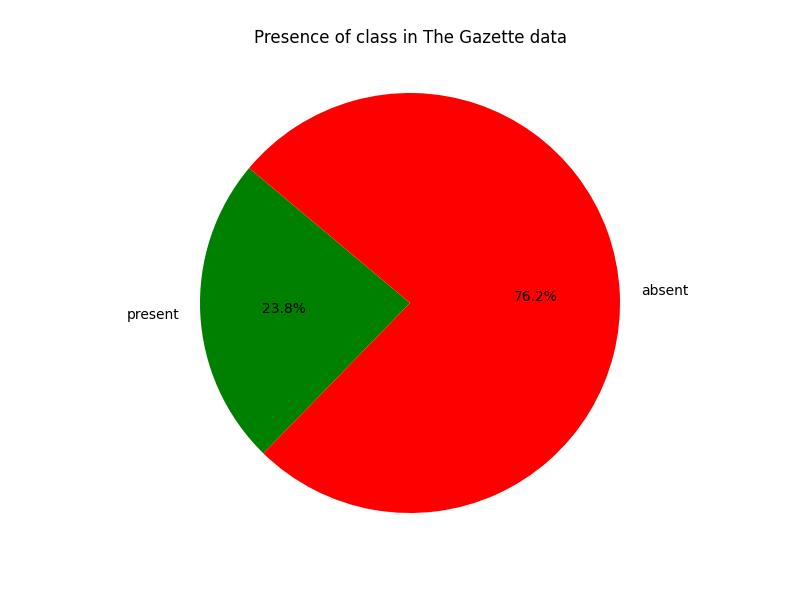 Presence of class in The Gazette data
76.2%
absent
23.8%
present